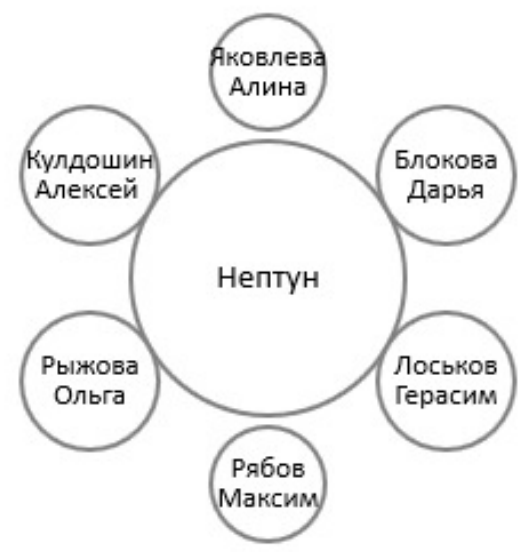 Яковлева
Алина
Кулдошин
Алексей
Блокова
Дарья
Нептун
Рыжова
Ольга
Лоськов
Герасим
Рябов
Максим